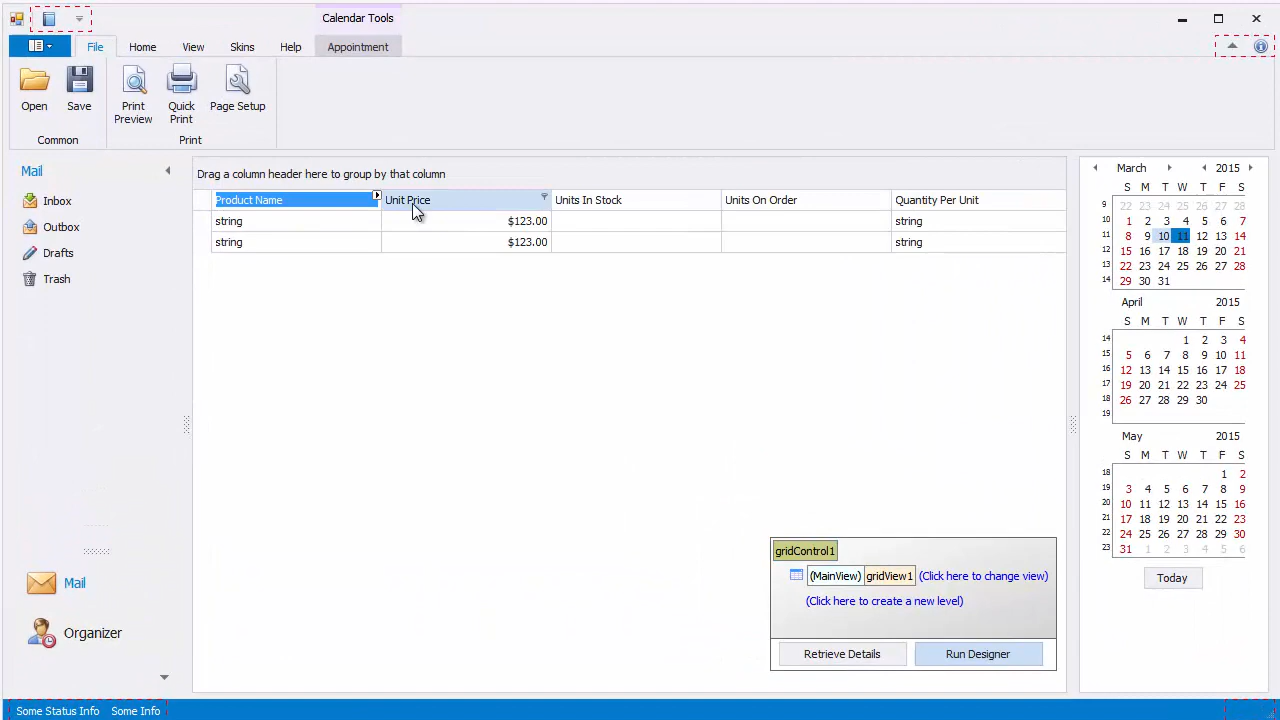 Calendar Tools
File Home View Skins Help Appointment
Open Save Print Preview Quick Print Page Setup
Common Print
Mail
Inbox
Outbox
Drafts
Trash
Mail
Organizer
Drag a column header here to group by that column
Product Name Unit Price Units In Stock Units On Order Quantity Per Unit
string $123.00 string
string $123.00 string
gridControl1
(MainView) gridView1 (Click here to change view)
(Click here to create a new level)
Retrieve Details Run Designer
March 2015
S M T W T F S
9 22 23 24 25 26 27 28
10 1 2 3 4 5 6 7
11 8 9 10 11 12 13 14
12 15 16 17 18 19 20 21
13 22 23 24 25 26 27 28
14 29 30 31
April 2015
S M T W T F S
14 1 2 3 4
15 5 6 7 8 9 10 11
16 12 13 14 15 16 17 18
17 19 20 21 22 23 24 25
18 26 27 28 29 30
19
May 2015
S M T W T F S
18 1 2
19 3 4 5 6 7 8 9
20 10 11 12 13 14 15 16
21 17 18 19 20 21 22 23
22 24 25 26 27 28 29 30
23 31 1 2 3 4 5 6
Today
Some Status Info Some Info